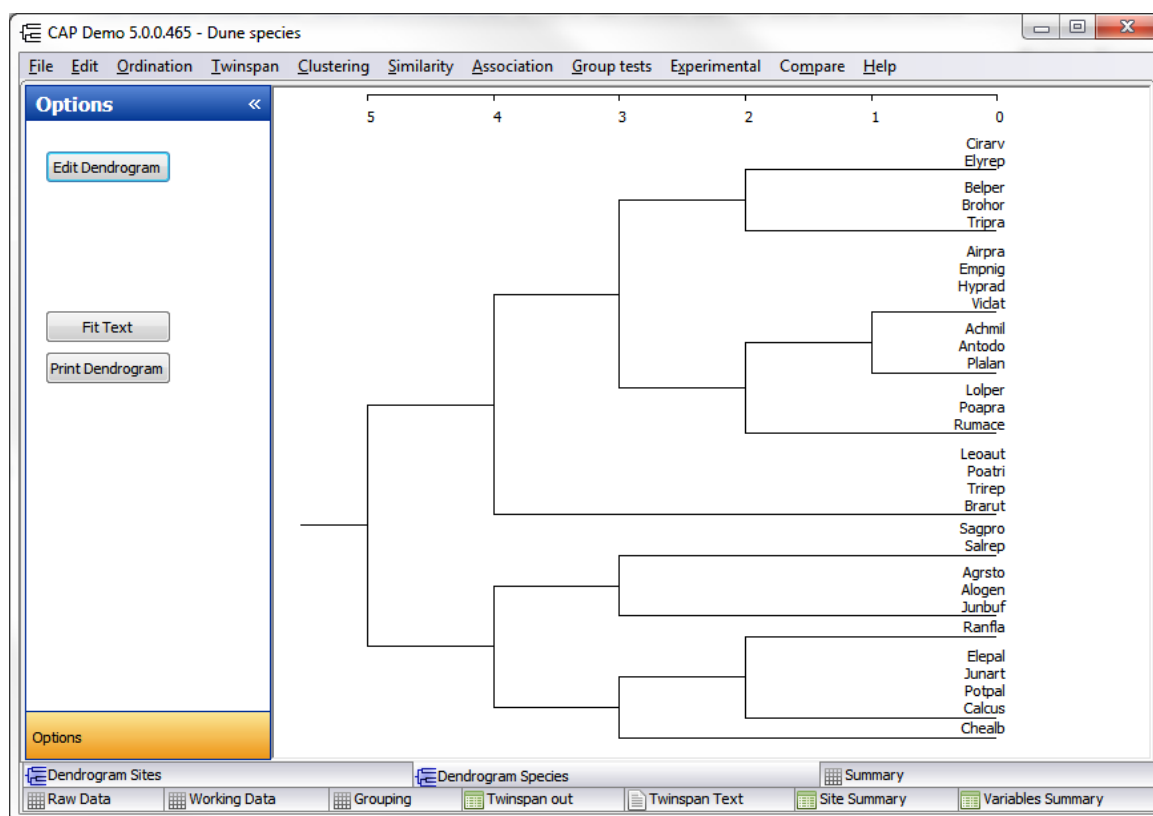 CAP Demo 5.0.0.465 - Dune species
File Edit Ordination Twinspan Clustering Similarity Association Group tests Experimental Compare Help
Options «
Edit Dendrogram
Fit Text
Print Dendrogram
Options
5 4 3 2 1 0
Cirarv
Elyrep
Belper
Brohor
Tripra
Airpra
Empnig
Hyprad
Viclat
Achmil
Antodo
Plalan
Lolper
Poapra
Rumace
Leoaut
Poatri
Trirep
Brarut
Sagpro
Salrep
Agrsto
Alogen
Junbuf
Ranfla
Elepal
Junart
Potpal
Calcus
Chealb
Dendrogram Sites Dendrogram Species Summary
Raw Data Working Data Grouping Twinspan out Twinspan Text Site Summary Variables Summary